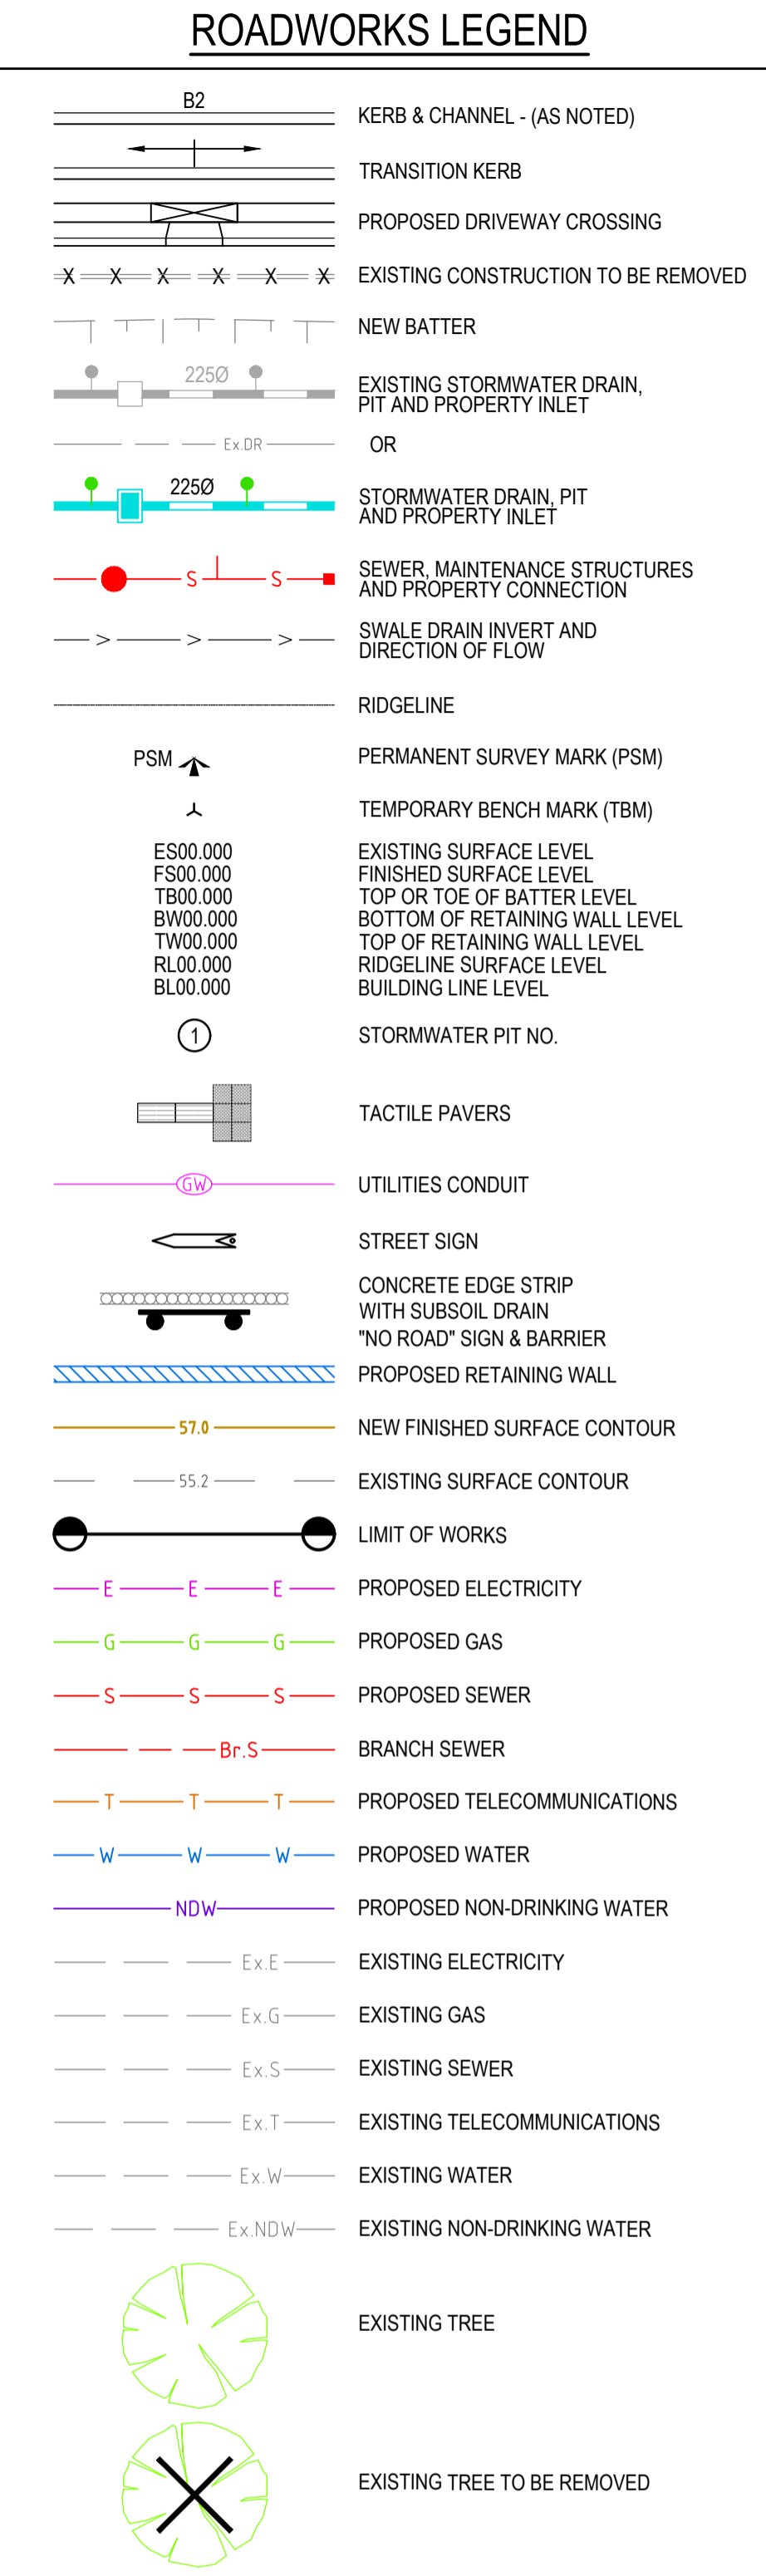 ROADWORKS LEGEND
B2
KERB & CHANNEL - (AS NOTED)
TRANSITION KERB
PROPOSED DRIVEWAY CROSSING
X X X X X X EXISTING CONSTRUCTION TO BE REMOVED
NEW BATTER
225Ø
EXISTING STORMWATER DRAIN,
PIT AND PROPERTY INLET
Ex.DR OR
225Ø
STORMWATER DRAIN, PIT
AND PROPERTY INLET
S S
SEWER, MAINTENANCE STRUCTURES
AND PROPERTY CONNECTION
> > >
SWALE DRAIN INVERT AND
DIRECTION OF FLOW
RIDGELINE
PSM PERMANENT SURVEY MARK (PSM)
TEMPORARY BENCH MARK (TBM)
ES00.000 EXISTING SURFACE LEVEL
FS00.000 FINISHED SURFACE LEVEL
TB00.000 TOP OR TOE OF BATTER LEVEL
BW00.000 BOTTOM OF RETAINING WALL LEVEL
TW00.000 TOP OF RETAINING WALL LEVEL
RL00.000 RIDGELINE SURFACE LEVEL
BL00.000 BUILDING LINE LEVEL
1 STORMWATER PIT NO.
TACTILE PAVERS
GW UTILITIES CONDUIT
STREET SIGN
CONCRETE EDGE STRIP
WITH SUBSOIL DRAIN
"NO ROAD" SIGN & BARRIER
PROPOSED RETAINING WALL
57.0 NEW FINISHED SURFACE CONTOUR
55.2 EXISTING SURFACE CONTOUR
LIMIT OF WORKS
E E E PROPOSED ELECTRICITY
G G G PROPOSED GAS
S S S PROPOSED SEWER
Br.S BRANCH SEWER
T T T PROPOSED TELECOMMUNICATIONS
W W W PROPOSED WATER
NDW PROPOSED NON-DRINKING WATER
Ex.E EXISTING ELECTRICITY
Ex.G EXISTING GAS
Ex.S EXISTING SEWER
Ex.T EXISTING TELECOMMUNICATIONS
Ex.W EXISTING WATER
Ex.NDW EXISTING NON-DRINKING WATER
EXISTING TREE
EXISTING TREE TO BE REMOVED